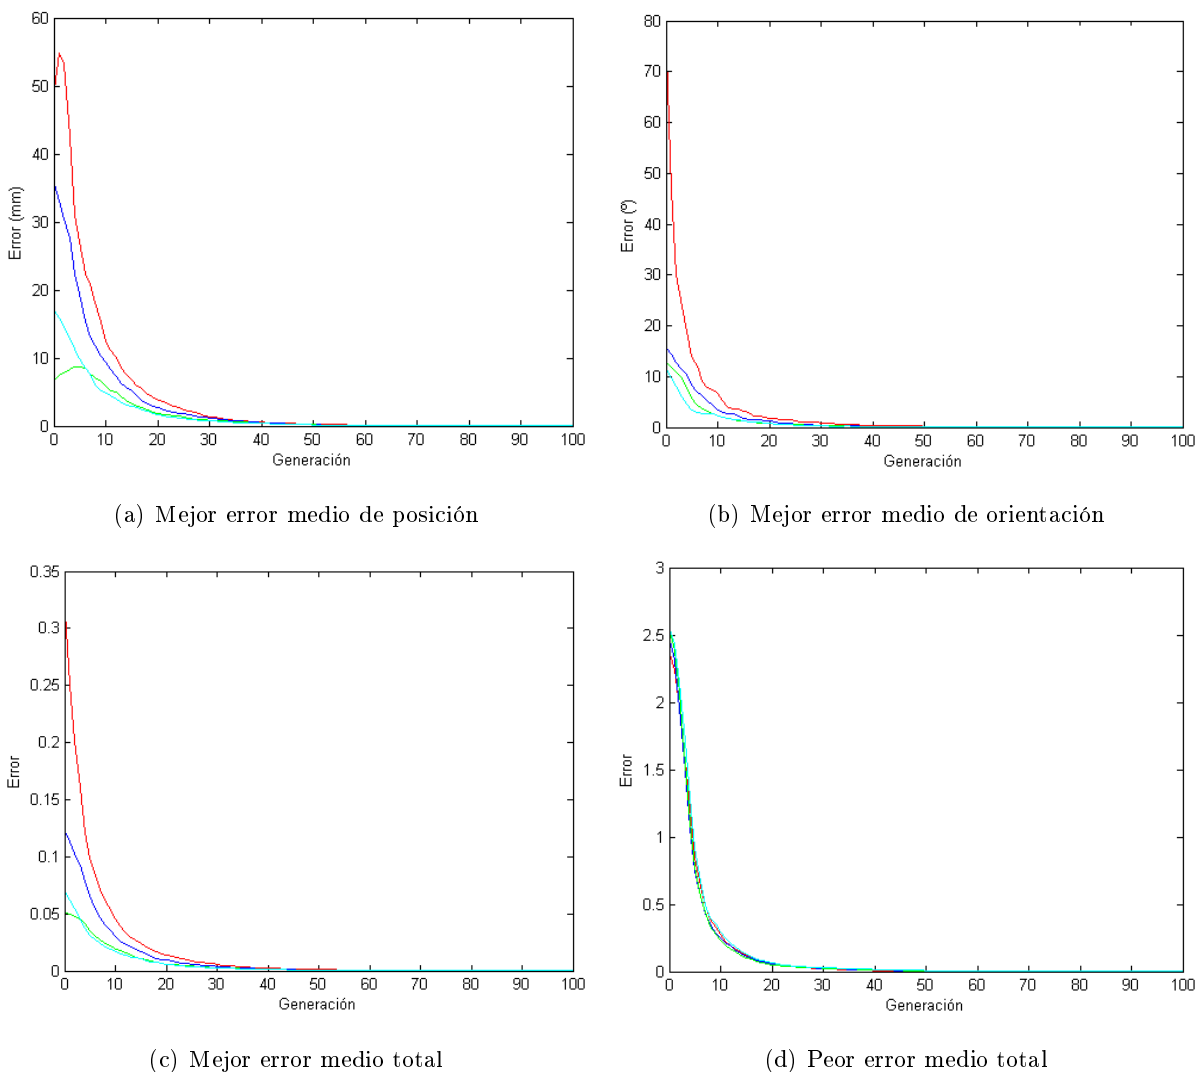 60
50
40
30
20
10
0
Error (mm)
0 10 20 30 40 50 60 70 80 90 100
Generación
(a) Mejor error medio de posición
80
70
60
50
40
30
20
10
0
Error (º)
0 10 20 30 40 50 60 70 80 90 100
Generación
(b) Mejor error medio de orientación
0.35
0.3
0.25
0.2
0.15
0.1
0.05
0
Error
0 10 20 30 40 50 60 70 80 90 100
Generación
(c) Mejor error medio total
3
2.5
2
1.5
1
0.5
0
Error
0 10 20 30 40 50 60 70 80 90 100
Generación
(d) Peor error medio total